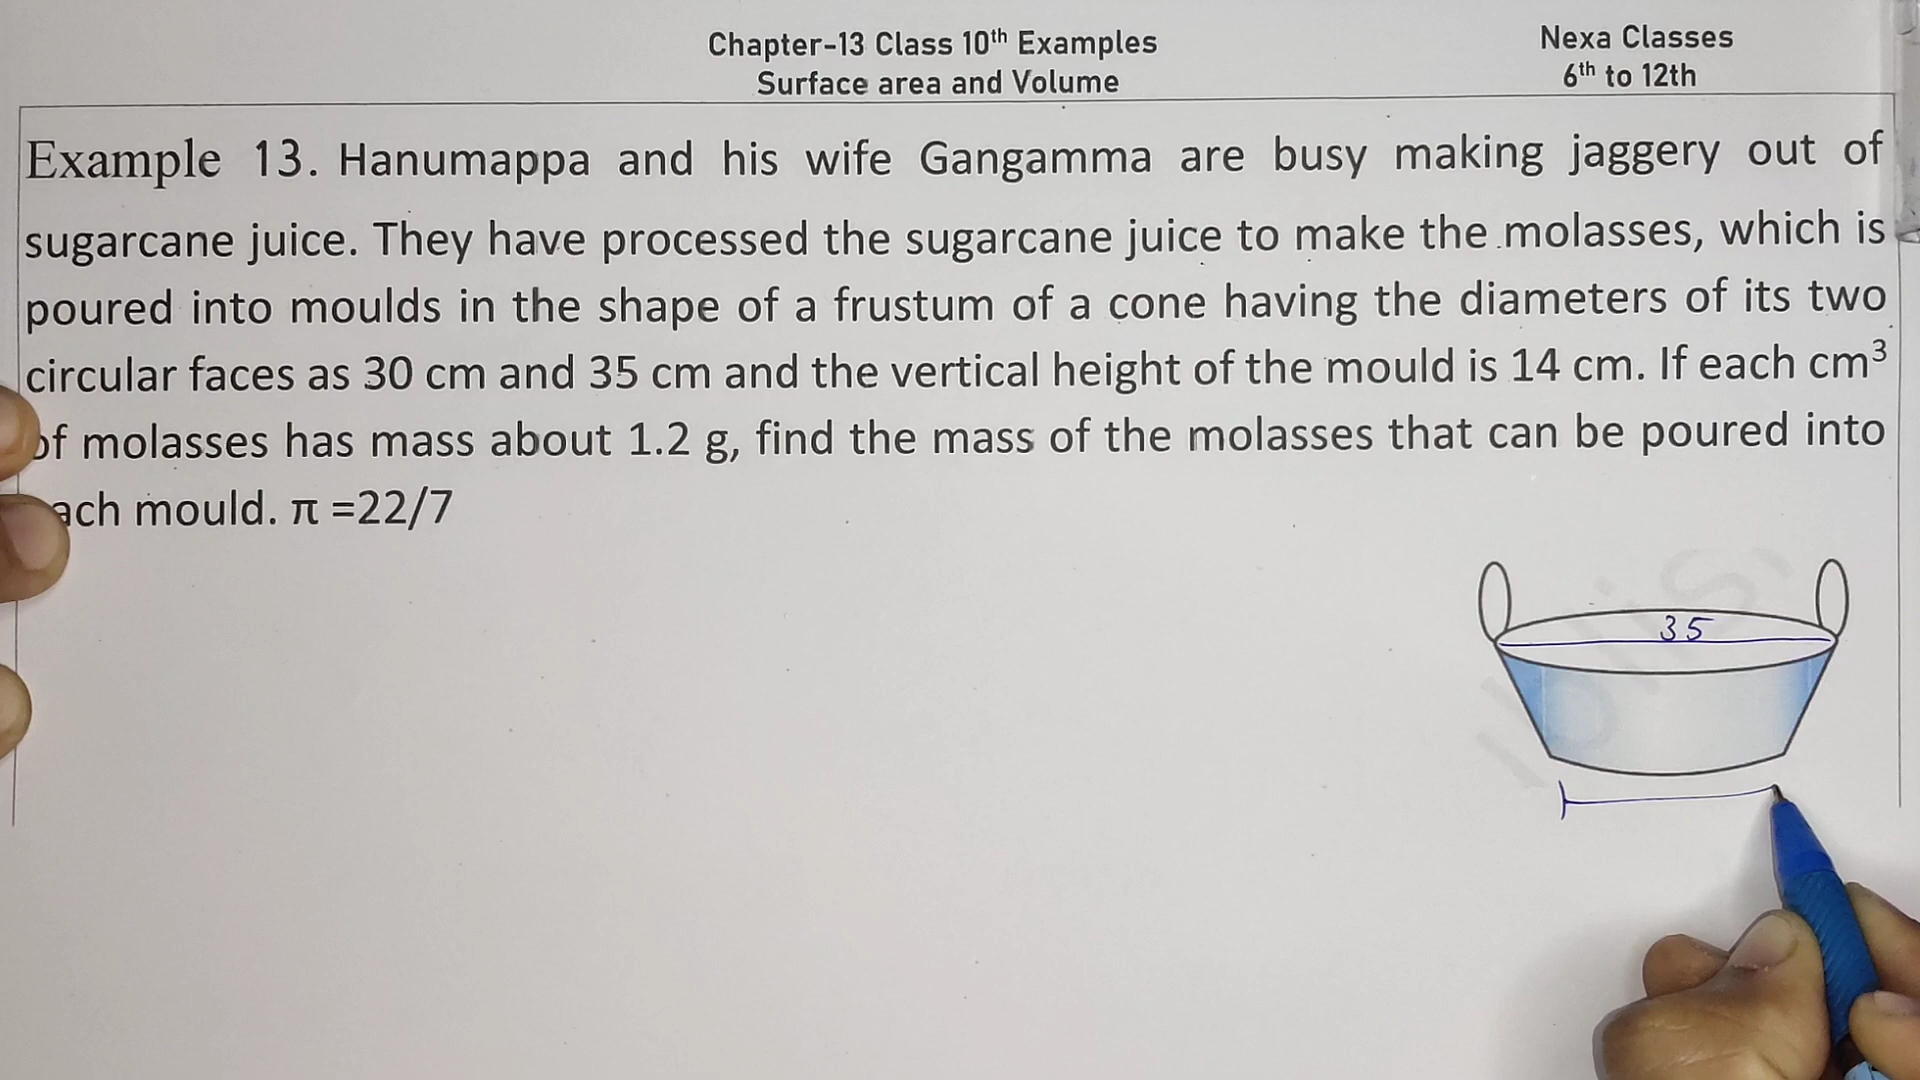 Chapter-13 Class 10th Examples
Surface area and Volume
Nexa Classes
6th to 12th
Example 13. Hanumappa and his wife Gangamma are busy making jaggery out of
sugarcane juice. They have processed the sugarcane juice to make the molasses, which is
poured into moulds in the shape of a frustum of a cone having the diameters of its two
circular faces as 30 cm and 35 cm and the vertical height of the mould is 14 cm. If each cm³
of molasses has mass about 1.2 g, find the mass of the molasses that can be poured into
ach mould. π =22/7
35